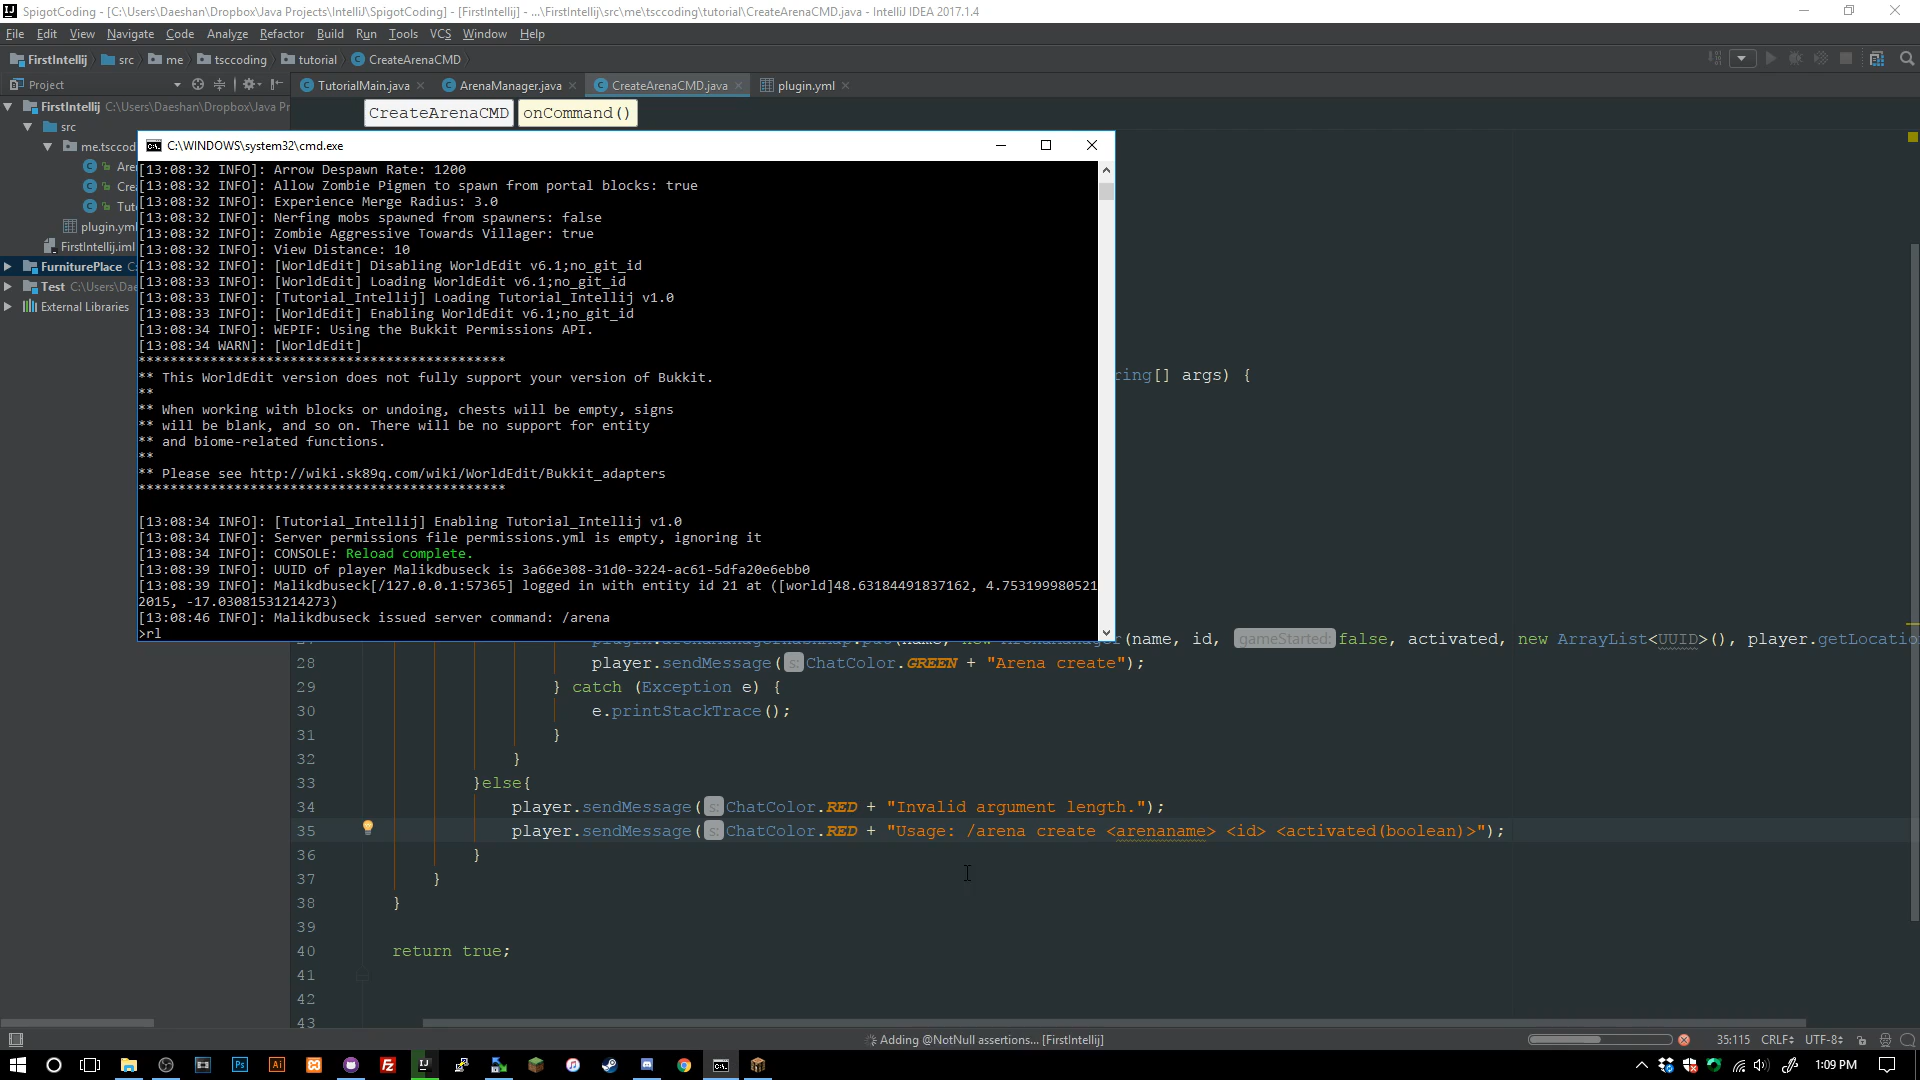 SpigotCoding - [C:\Users\Daeshan\Dropbox\Java Projects\IntelliJ\SpigotCoding] - [FirstIntellij] - ...\FirstIntellij\src\me\tsccoding\tutorial\CreateArenaCMD.java - IntelliJ IDEA 2017.1.4
File Edit View Navigate Code Analyze Refactor Build Run Tools VCS Window Help
FirstIntellij src me tsccoding tutorial CreateArenaCMD
Project TutorialMain.java ArenaManager.java CreateArenaCMD.java plugin.yml
FirstIntellij C:\Users\Daeshan\Dropbox\Java Pr
CreateArenaCMD onCommand()
src
me.tsccod
Are
Cre
Tut
plugin.yml
FirstIntellij.iml
FurniturePlace C:
Test C:\Users\Dae
External Libraries
C:\WINDOWS\system32\cmd.exe
[13:08:32 INFO]: Arrow Despawn Rate: 1200
[13:08:32 INFO]: Allow Zombie Pigmen to spawn from portal blocks: true
[13:08:32 INFO]: Experience Merge Radius: 3.0
[13:08:32 INFO]: Nerfing mobs spawned from spawners: false
[13:08:32 INFO]: Zombie Aggressive Towards Villager: true
[13:08:32 INFO]: View Distance: 10
[13:08:32 INFO]: [WorldEdit] Disabling WorldEdit v6.1;no_git_id
[13:08:32 INFO]: [WorldEdit] Loading WorldEdit v6.1;no_git_id
[13:08:33 INFO]: [Tutorial_Intellij] Loading Tutorial_Intellij v1.0
[13:08:33 INFO]: [WorldEdit] Enabling WorldEdit v6.1;no_git_id
[13:08:34 INFO]: WEPIF: Using the Bukkit Permissions API.
[13:08:34 WARN]: [WorldEdit]
**********************************************
** This WorldEdit version does not fully support your version of Bukkit.
**
** When working with blocks or undoing, chests will be empty, signs
** will be blank, and so on. There will be no support for entity
** and biome-related functions.
**
** Please see http://wiki.sk89q.com/wiki/WorldEdit/Bukkit_adapters
**********************************************
[13:08:34 INFO]: [Tutorial_Intellij] Enabling Tutorial_Intellij v1.0
[13:08:34 INFO]: Server permissions file permissions.yml is empty, ignoring it
[13:08:34 INFO]: CONSOLE: Reload complete.
[13:08:39 INFO]: UUID of player Malikdbuseck is 3a66e308-31d0-3224-ac61-5dfa20e6ebb0
[13:08:39 INFO]: Malikdbuseck[/127.0.0.1:57365] logged in with entity id 21 at ([world]48.63184491837162, 4.753199980521
2015, -17.03081531214273)
[13:08:46 INFO]: Malikdbuseck issued server command: /arena
>rl
ring[] args) {
r(name, id, gameStarted: false, activated, new ArrayList<UUID>(), player.getLocatio
28 player.sendMessage( s: ChatColor.GREEN + "Arena create");
29 } catch (Exception e) {
30 e.printStackTrace();
31 }
32 }
33 }else{
34 player.sendMessage( s: ChatColor.RED + "Invalid argument length.");
35 player.sendMessage( s: ChatColor.RED + "Usage: /arena create <arenaname> <id> <activated(boolean)>");
36 }
37 }
38 }
39
40 return true;
41
42
43
Adding @NotNull assertions... [FirstIntellij] 35:115 CRLF UTF-8
1:09 PM